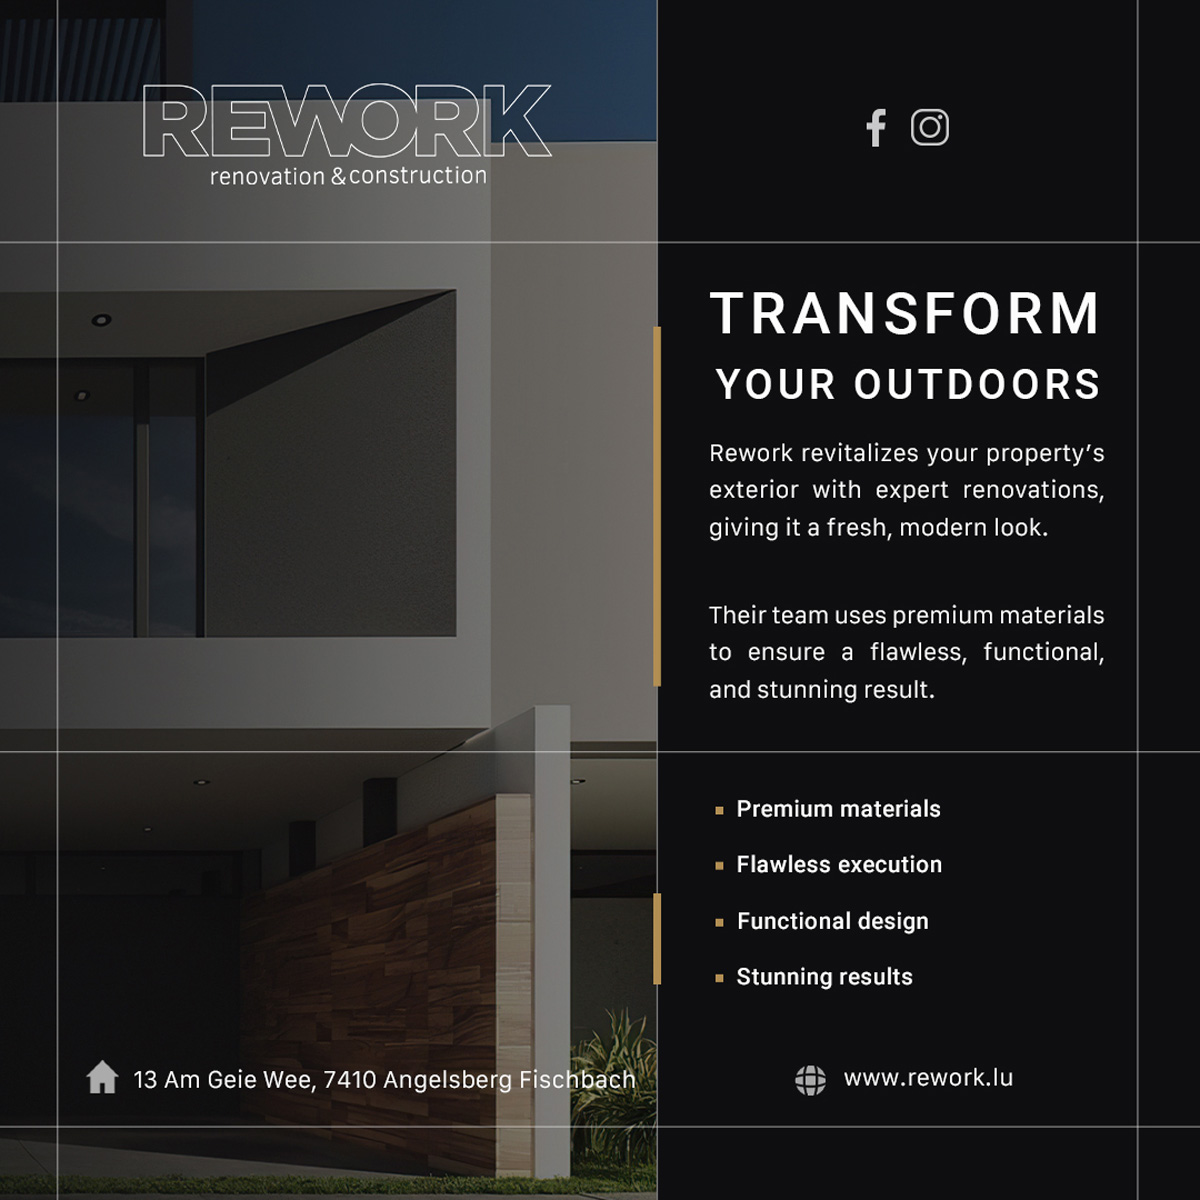 REWORK
renovation & construction
TRANSFORM
YOUR OUTDOORS
Rework revitalizes your property’s
exterior with expert renovations,
giving it a fresh, modern look.
Their team uses premium materials
to ensure a flawless, functional,
and stunning result.
Premium materials
Flawless execution
Functional design
Stunning results
13 Am Geie Wee, 7410 Angelsberg Fischbach
www.rework.lu